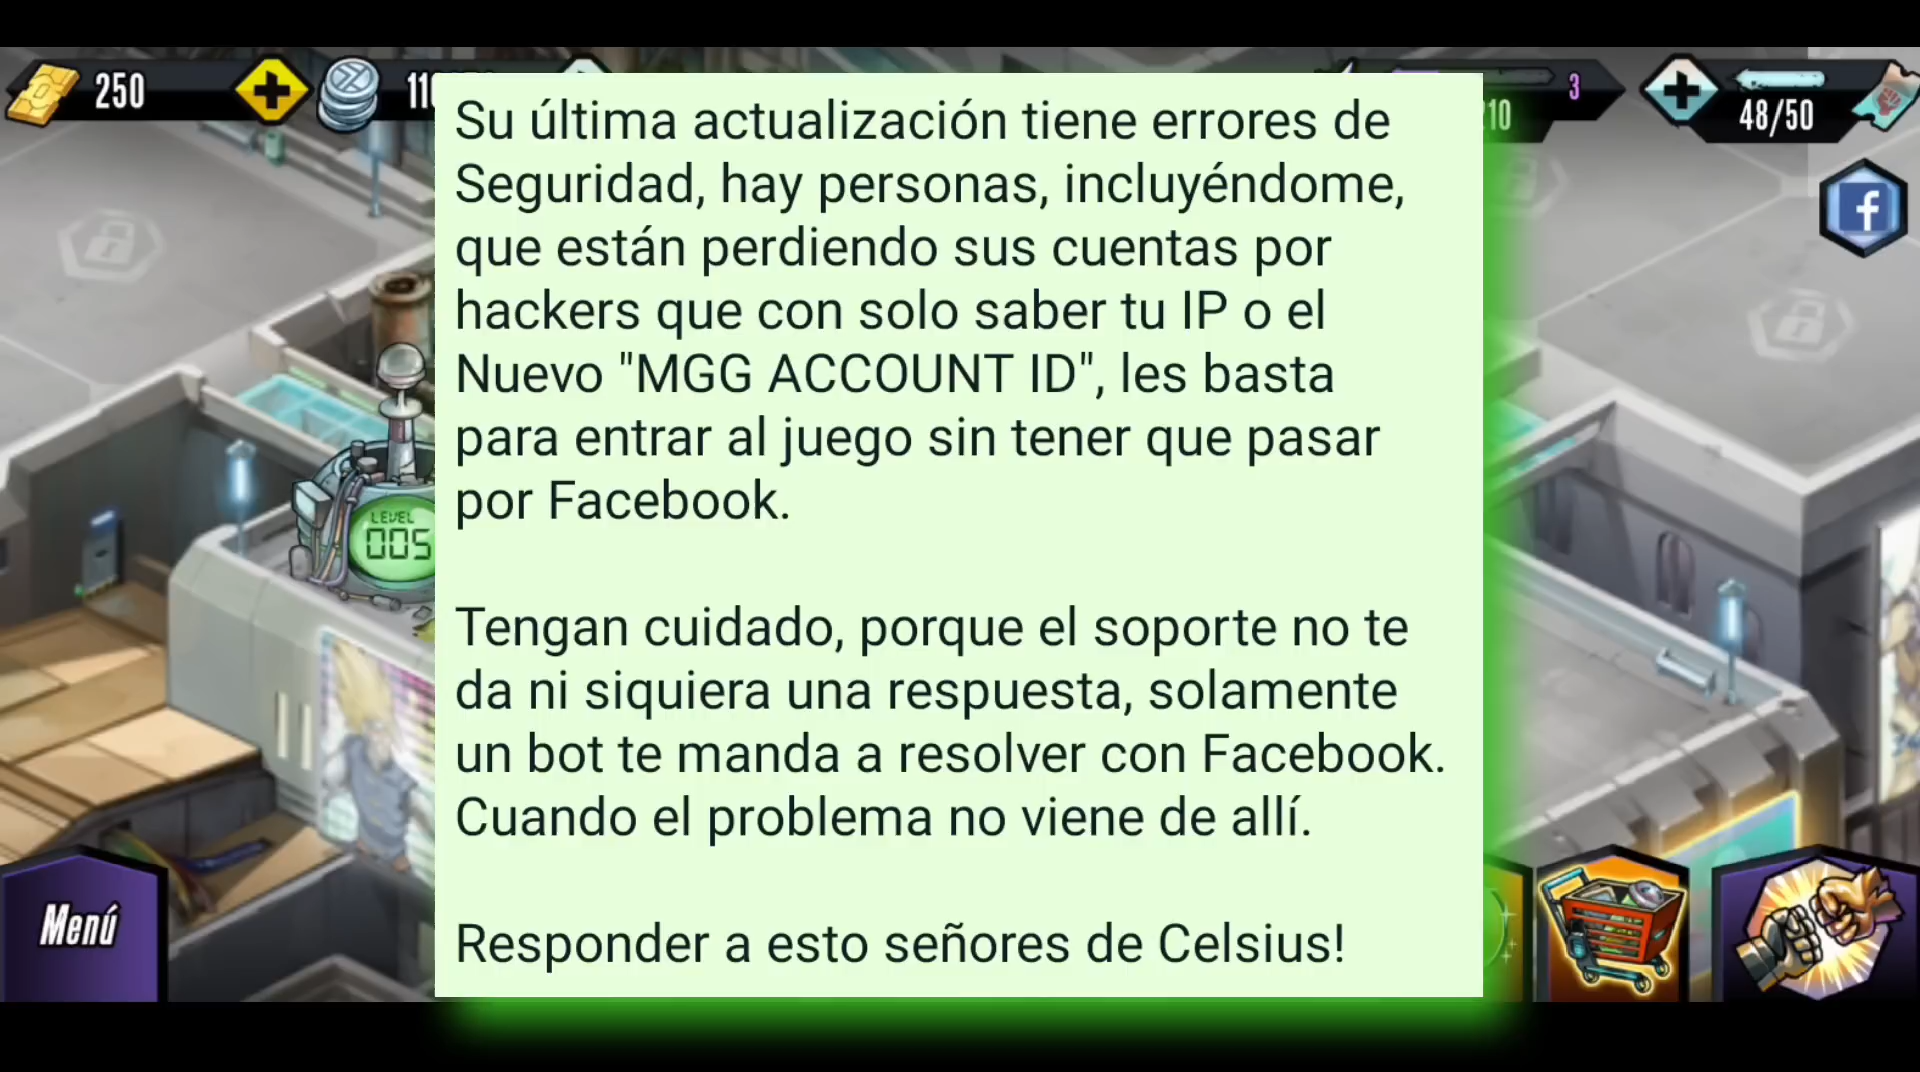 250
48/50
3
Su última actualización tiene errores de
Seguridad, hay personas, incluyéndome,
que están perdiendo sus cuentas por
hackers que con solo saber tu IP o el
Nuevo "MGG ACCOUNT ID", les basta
para entrar al juego sin tener que pasar
por Facebook.
Tengan cuidado, porque el soporte no te
da ni siquiera una respuesta, solamente
un bot te manda a resolver con Facebook.
Cuando el problema no viene de allí.
Responder a esto señores de Celsius!
LEVEL
005
Menú